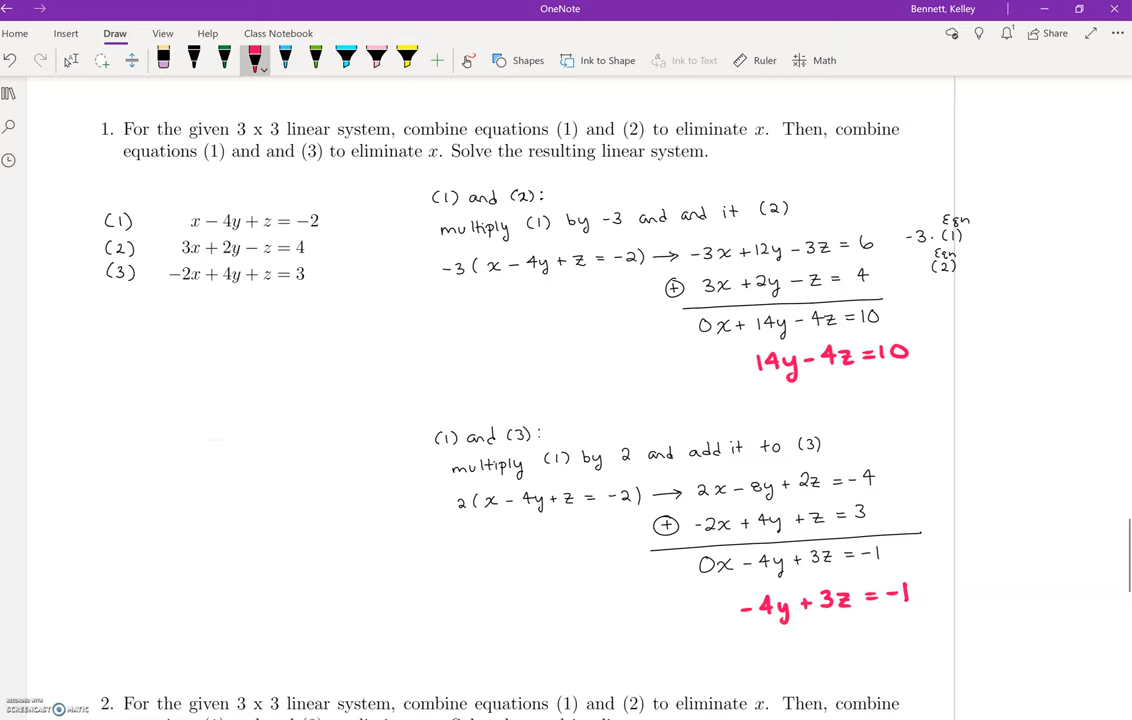 OneNote
Bennett, Kelley
Home Insert Draw View Help Class Notebook
Share
Shapes Ink to Shape Ink to Text Ruler Math
1. For the given 3 x 3 linear system, combine equations (1) and (2) to eliminate x. Then, combine
equations (1) and and (3) to eliminate x. Solve the resulting linear system.
(1) x − 4y + z = −2
(2) 3x + 2y − z = 4
(3) −2x + 4y + z = 3
(1) and (2):
multiply (1) by -3 and and it (2)
-3(x - 4y + z = -2) → -3x + 12y - 3z = 6
Eqn
-3·(1)
⊕ 3x + 2y - z = 4
Eqn
(2)
0x + 14y - 4z = 10
14y - 4z = 10
(1) and (3):
multiply (1) by 2 and add it to (3)
2(x - 4y + z = -2) → 2x - 8y + 2z = -4
⊕ -2x + 4y + z = 3
0x - 4y + 3z = -1
-4y + 3z = -1
RECORDED WITH
SCREENCAST MATIC
2. For the given 3 x 3 linear system, combine equations (1) and (2) to eliminate x. Then, combine